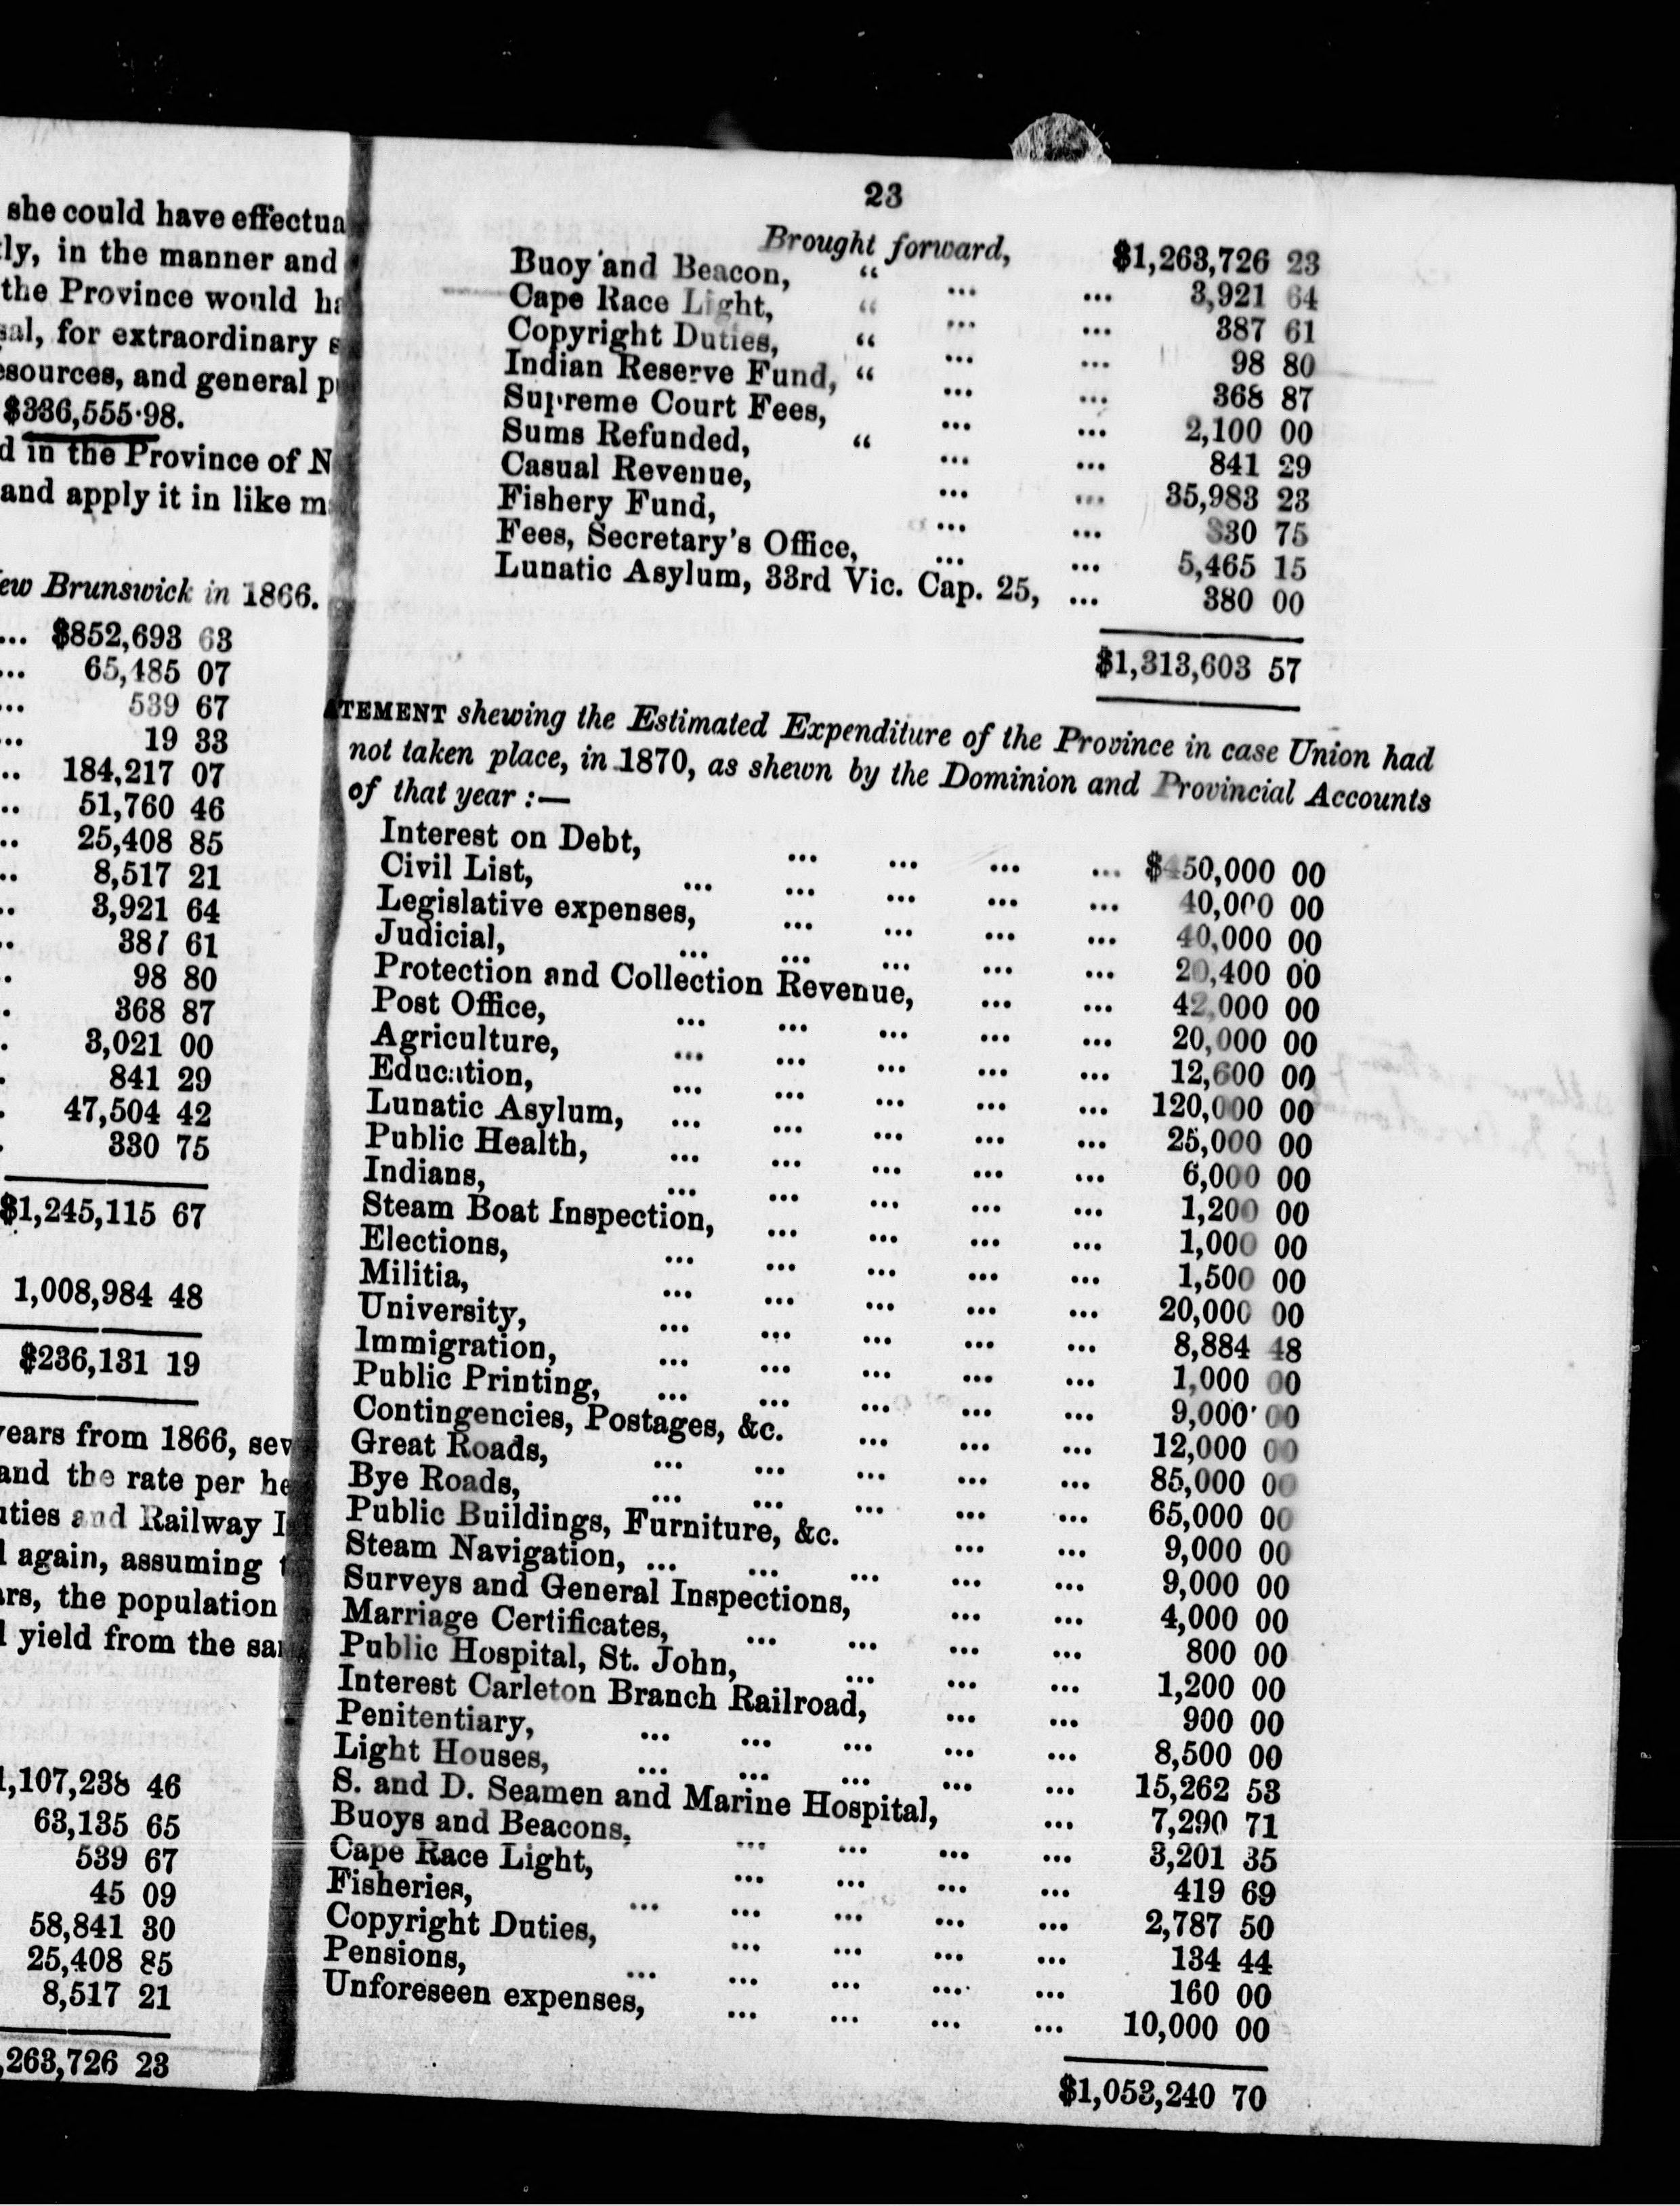 she could have effectua
ly, in the manner and
the Province would ha
al, for extraordinary s
esources, and general p
$336,555·98.
d in the Province of N
and apply it in like m
ew Brunswick in 1866.
... $852,693 63
... 65,485 07
... 539 67
... 19 33
.. 184,217 07
.. 51,760 46
.. 25,408 85
.. 8,517 21
.. 3,921 64
.. 387 61
.. 98 80
. 368 87
. 3,021 00
. 841 29
. 47,504 42
. 330 75
$1,245,115 67
1,008,984 48
$236,131 19
years from 1866, sev
and the rate per he
uties and Railway I
again, assuming
rs, the population
yield from the sa
1,107,238 46
63,135 65
539 67
45 09
58,841 30
25,408 85
8,517 21
,263,726 23
23
Brought forward, $1,263,726 23
Buoy and Beacon, “ ... ... 3,921 64
Cape Race Light, “ ... ... 387 61
Copyright Duties, “ ... ... 98 80
Indian Reserve Fund, “ ... ... 368 87
Supreme Court Fees, ... ... 2,100 00
Sums Refunded, “ ... ... 841 29
Casual Revenue, ... ... 35,983 23
Fishery Fund, ... ... 330 75
Fees, Secretary's Office, ... ... 5,465 15
Lunatic Asylum, 33rd Vic. Cap. 25, ... 380 00
$1,313,603 57
ATEMENT shewing the Estimated Expenditure of the Province in case Union had
not taken place, in 1870, as shewn by the Dominion and Provincial Accounts
of that year :—
Interest on Debt, ... ... ... ... $450,000 00
Civil List, ... ... ... ... ... 40,000 00
Legislative expenses, ... ... ... ... 40,000 00
Judicial, ... ... ... ... ... 20,400 00
Protection and Collection Revenue, ... ... 42,000 00
Post Office, ... ... ... ... ... 20,000 00
Agriculture, ... ... ... ... ... 12,600 00
Education, ... ... ... ... ... 120,000 00
Lunatic Asylum, ... ... ... ... ... 25,000 00
Public Health, ... ... ... ... ... 6,000 00
Indians, ... ... ... ... ... 1,200 00
Steam Boat Inspection, ... ... ... ... 1,000 00
Elections, ... ... ... ... ... 1,500 00
Militia, ... ... ... ... ... 20,000 00
University, ... ... ... ... ... 8,884 48
Immigration, ... ... ... ... ... 1,000 00
Public Printing, ... ... ... ... ... 9,000 00
Contingencies, Postages, &c. ... ... ... 12,000 00
Great Roads, ... ... ... ... ... 85,000 00
Bye Roads, ... ... ... ... ... 65,000 00
Public Buildings, Furniture, &c. ... ... 9,000 00
Steam Navigation, ... ... ... ... ... 9,000 00
Surveys and General Inspections, ... ... 4,000 00
Marriage Certificates, ... ... ... ... 800 00
Public Hospital, St. John, ... ... ... 1,200 00
Interest Carleton Branch Railroad, ... ... 900 00
Penitentiary, ... ... ... ... ... 8,500 00
Light Houses, ... ... ... ... ... 15,262 53
S. and D. Seamen and Marine Hospital, ... 7,290 71
Buoys and Beacons, ... ... ... ... 3,201 35
Cape Race Light, ... ... ... ... 419 69
Fisheries, ... ... ... ... ... 2,787 50
Copyright Duties, ... ... ... ... 134 44
Pensions, ... ... ... ... ... 160 00
Unforeseen expenses, ... ... ... ... 10,000 00
$1,053,240 70